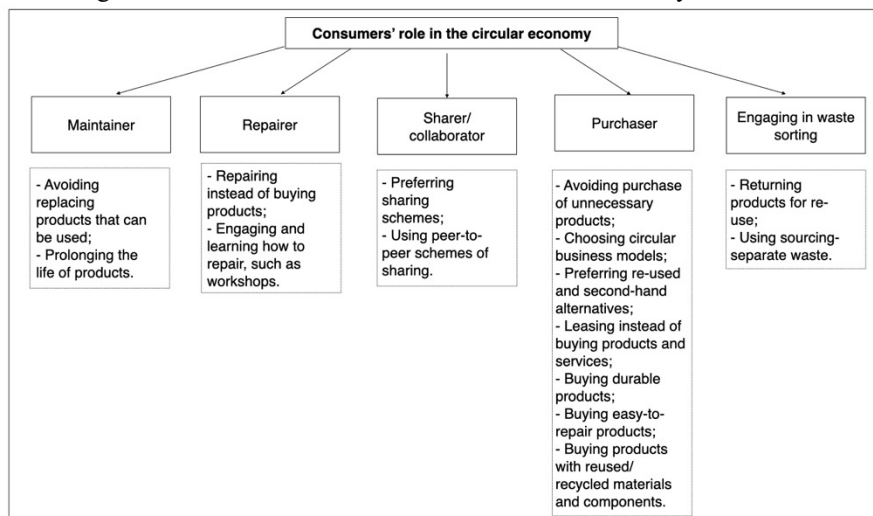 Consumers' role in the circular economy
Maintainer
Repairer
Sharer/
collaborator
Purchaser
Engaging in waste
sorting
- Avoiding
replacing
products that can
be used;
- Prolonging the
life of products.
- Repairing
instead of buying
products;
- Engaging and
learning how to
repair, such as
workshops.
- Preferring
sharing
schemes;
- Using peer-to-
peer schemes of
sharing.
- Avoiding purchase
of unnecessary
products;
- Choosing circular
business models;
- Preferring re-used
and second-hand
alternatives;
- Leasing instead of
buying products and
services;
- Buying durable
products;
- Buying easy-to-
repair products;
- Buying products
with reused/
recycled materials
and components.
- Returning
products for re-
use;
- Using sourcing-
separate waste.